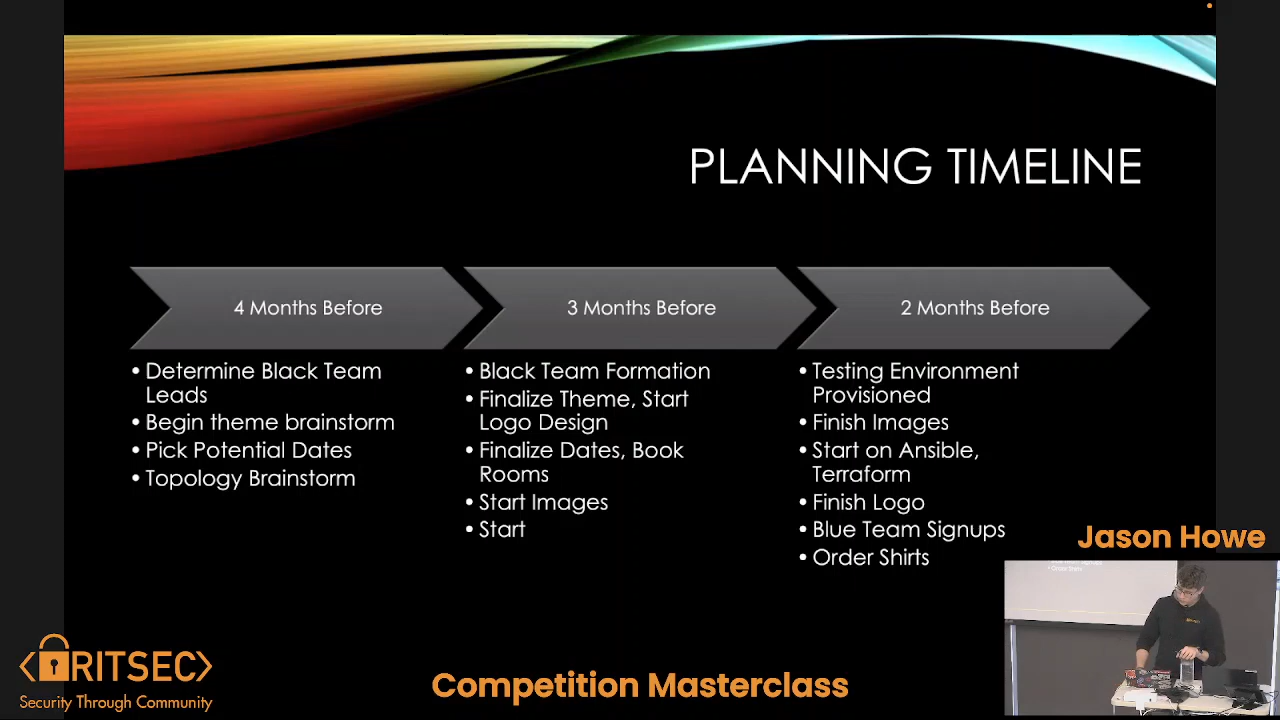 PLANNING TIMELINE
4 Months Before
• Determine Black Team
Leads
• Begin theme brainstorm
• Pick Potential Dates
• Topology Brainstorm
3 Months Before
• Black Team Formation
• Finalize Theme, Start
Logo Design
• Finalize Dates, Book
Rooms
• Start Images
• Start
2 Months Before
• Testing Environment
Provisioned
• Finish Images
• Start on Ansible,
Terraform
• Finish Logo
• Blue Team Signups
• Order Shirts
Jason Howe
RITSEC
Security Through Community
Competition Masterclass